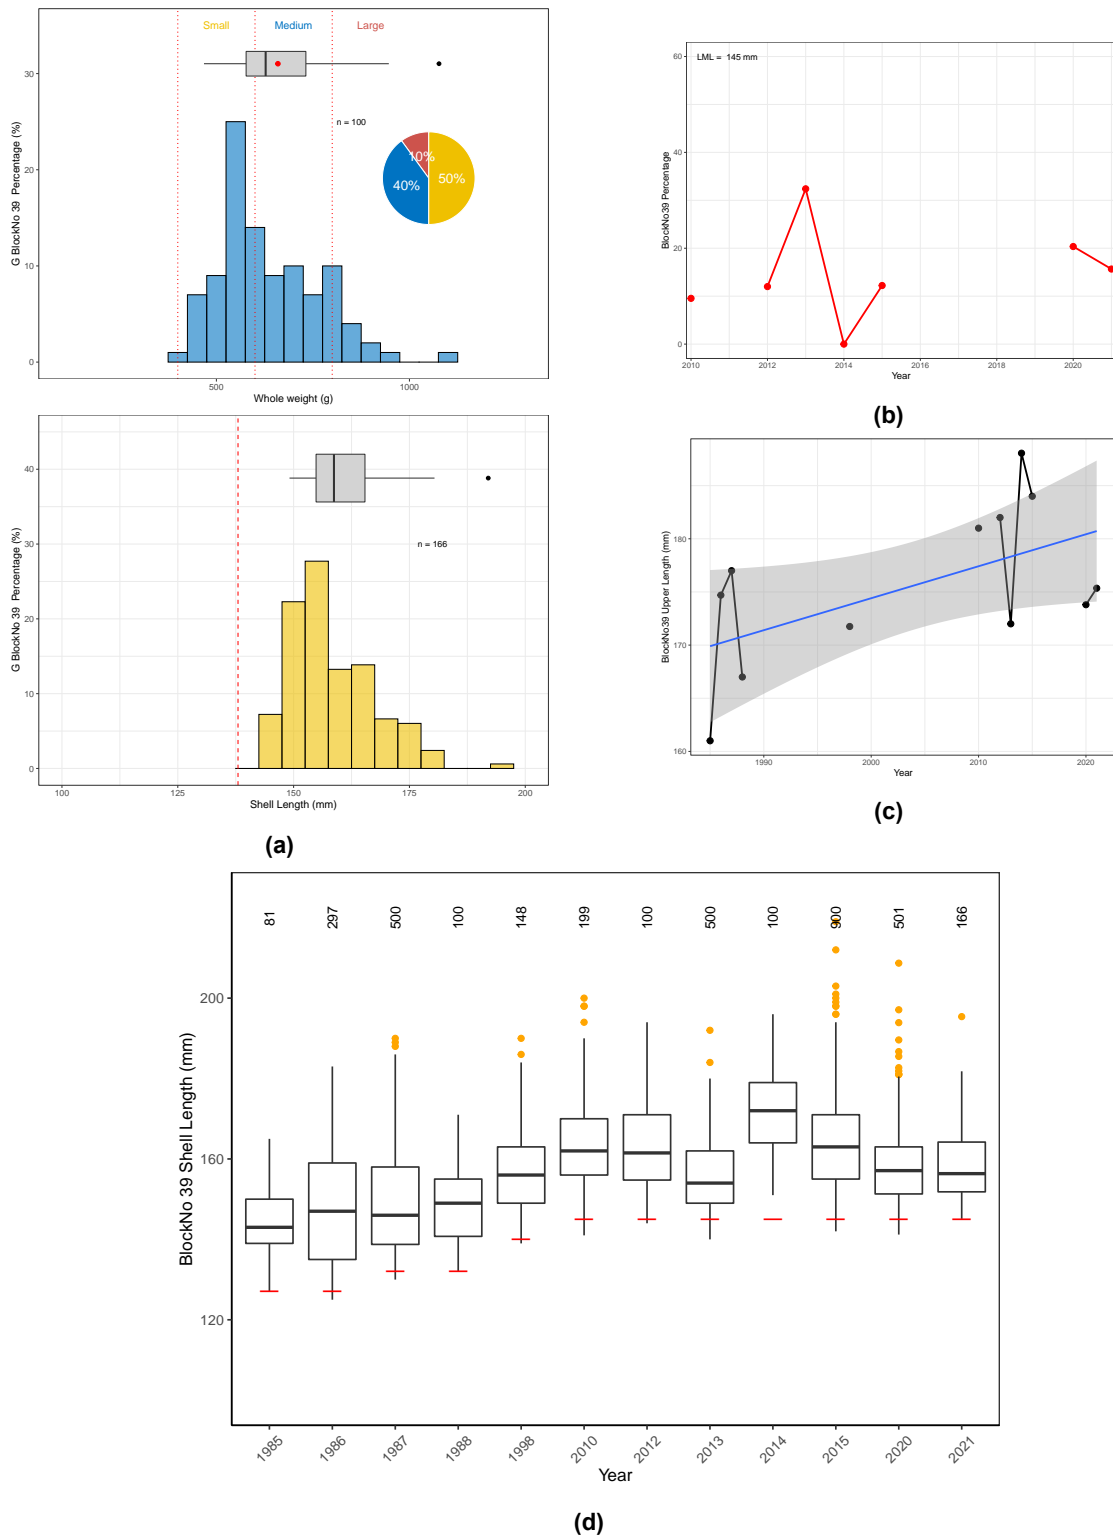 Small Medium Large
30
n = 100
10%
40% 50%
20
10
0
G BlockNo 39 Percentage (%)
500 1000
Whole weight (g)
40
n = 166
30
20
10
0
G BlockNo 39 Percentage (%)
100 125 150 175 200
Shell Length (mm)
(a)
LML = 145 mm
60
40
20
0
BlockNo39 Percentage
2010 2012 2014 2016 2018 2020
Year
(b)
180
170
160
BlockNo39 Upper Length (mm)
1990 2000 2010 2020
Year
(c)
81 297 500 100 148 199 100 500 100 900 501 166
200
160
120
BlockNo 39 Shell Length (mm)
1985 1986 1987 1988 1998 2010 2012 2013 2014 2015 2020 2021
Year
(d)